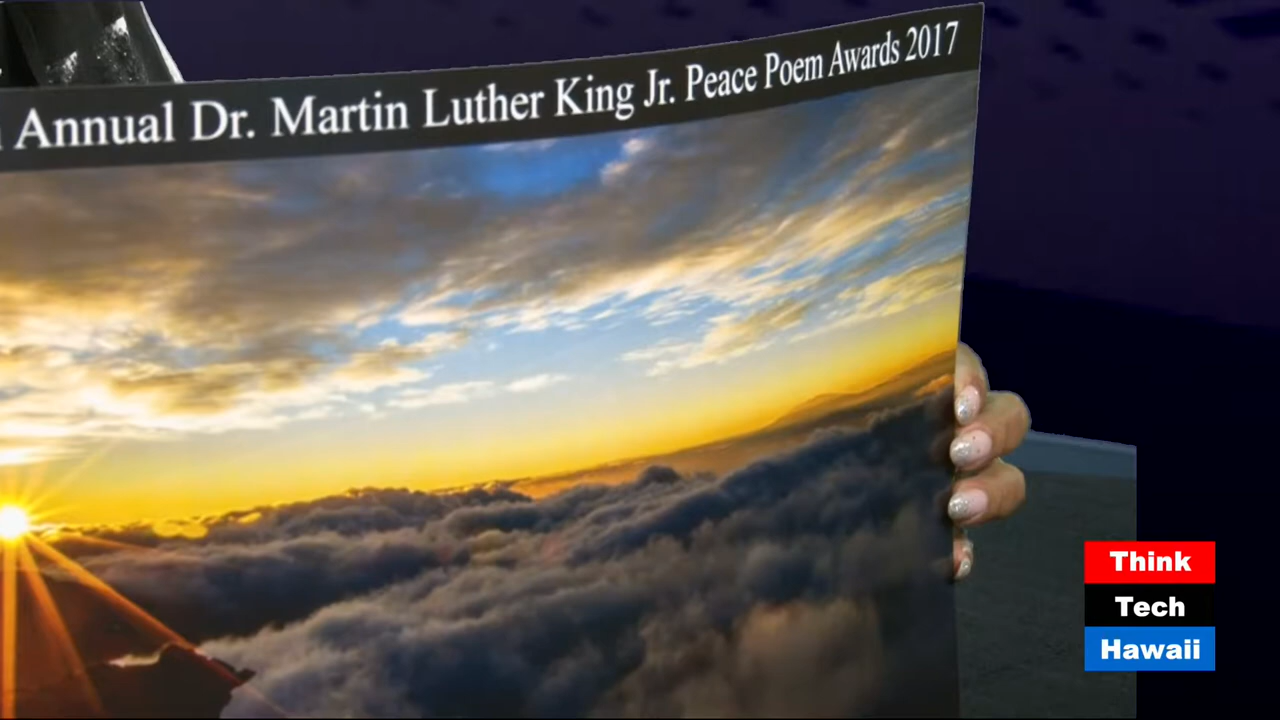 Annual Dr. Martin Luther King Jr. Peace Poem Awards 2017
Think
Tech
Hawaii